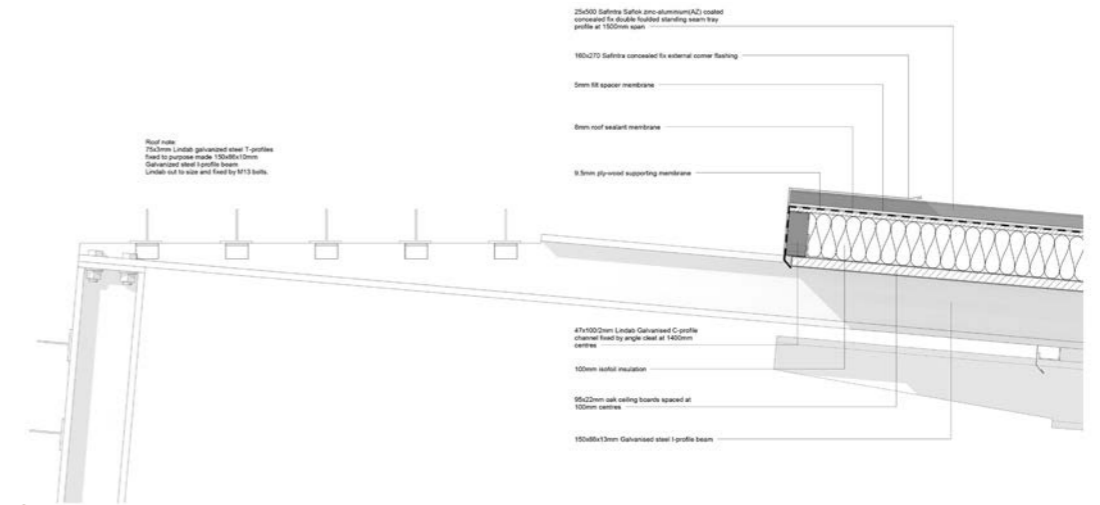 25x500 Safintra Saflok zinc-aluminium(AZ) coated
concealed fix double foulded standing seam tray
profile at 1500mm span
160x270 Safintra concealed fix external corner flashing
5mm filt spacer membrane
8mm roof sealant membrane
9.5mm ply-wood supporting membrane
Roof note:
75x3mm Lindab galvanized steel T-profiles
fixed to purpose made 150x86x10mm
Galvanized steel I-profile beam
Lindab cut to size and fixed by M13 bolts.
47x100/2mm Lindab Galvanised C-profile
channel fixed by angle cleat at 1400mm
centres
100mm isofoil insulation
95x22mm oak ceiling boards spaced at
100mm centres
150x86x13mm Galvanised steel I-profile beam